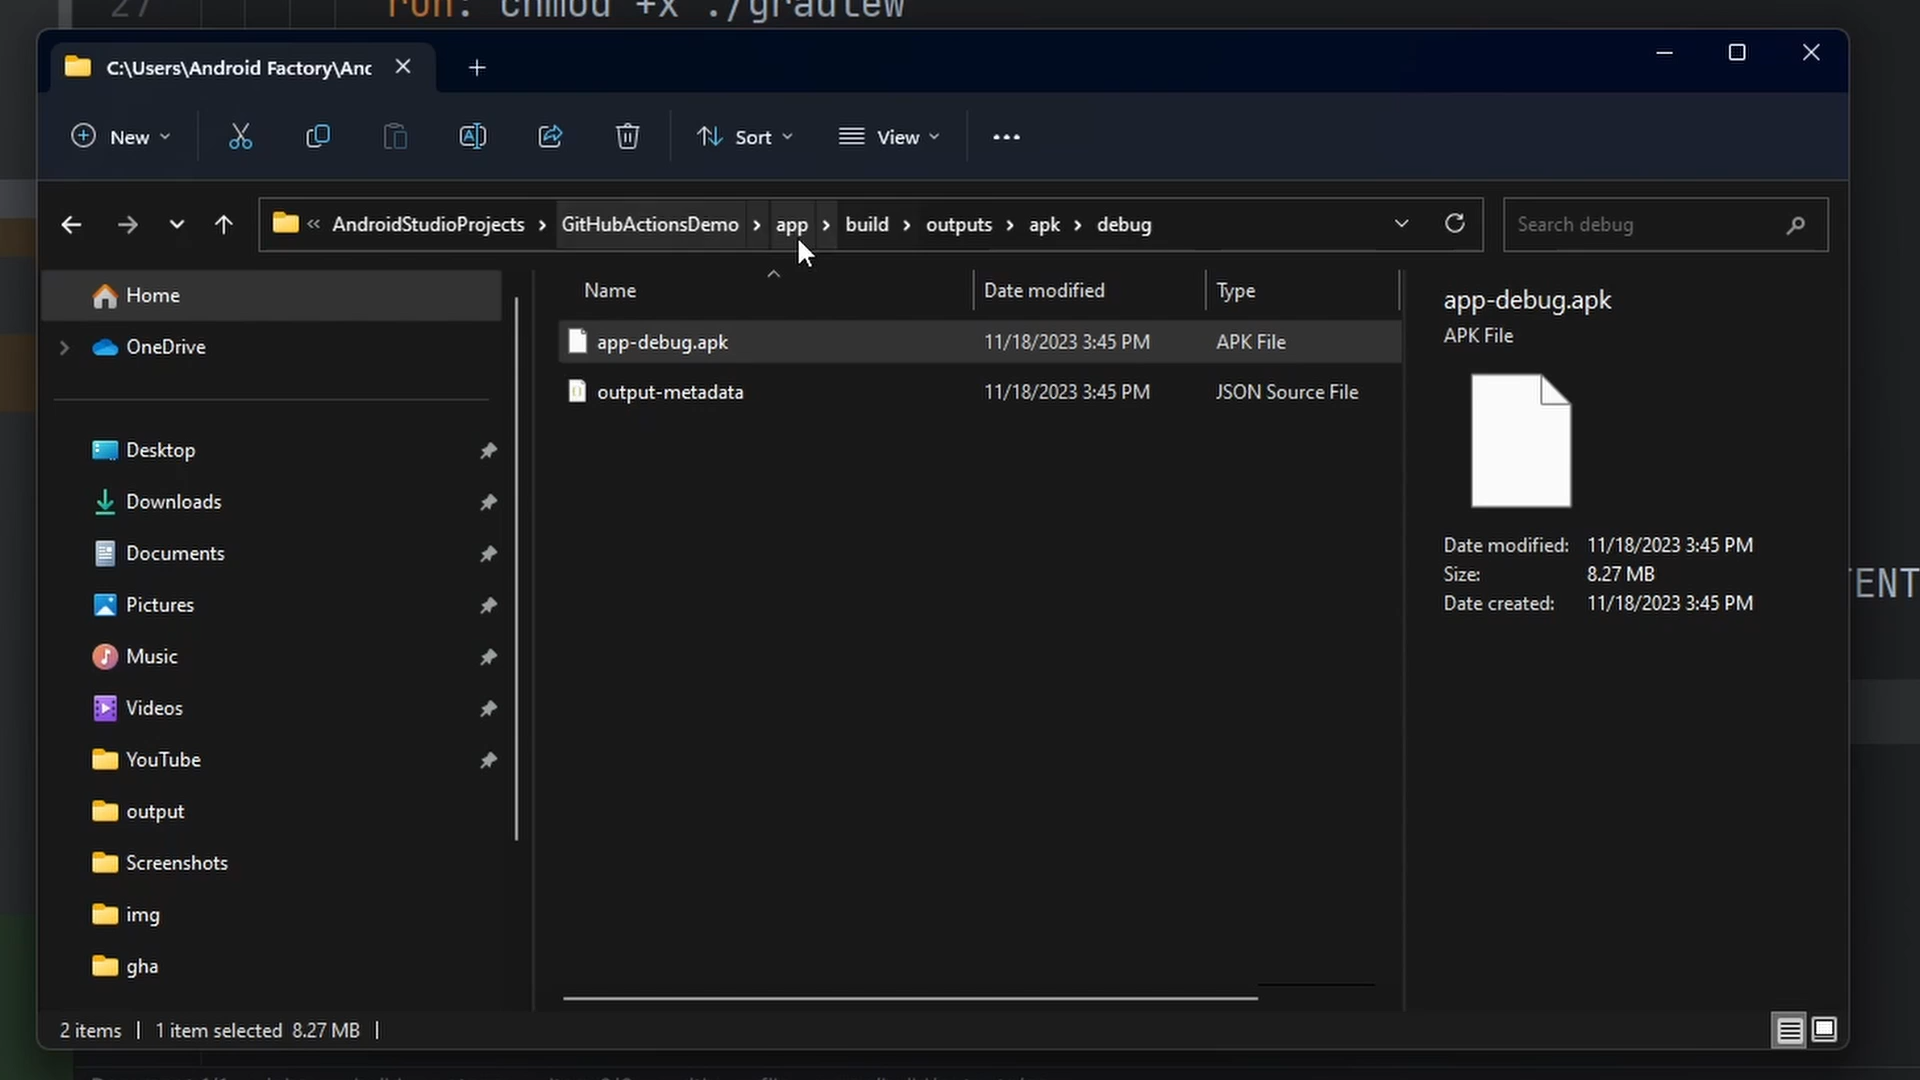 27 run: chmod +x ./gradlew
C:\Users\Android Factory\Anc
New
Sort
View
« AndroidStudioProjects > GitHubActionsDemo > app > build > outputs > apk > debug
Search debug
Home
OneDrive
Desktop
Downloads
Documents
Pictures
Music
Videos
YouTube
output
Screenshots
img
gha
Name Date modified Type
app-debug.apk 11/18/2023 3:45 PM APK File
output-metadata 11/18/2023 3:45 PM JSON Source File
app-debug.apk
APK File
Date modified: 11/18/2023 3:45 PM
Size: 8.27 MB
Date created: 11/18/2023 3:45 PM
ENT
2 items | 1 item selected 8.27 MB |